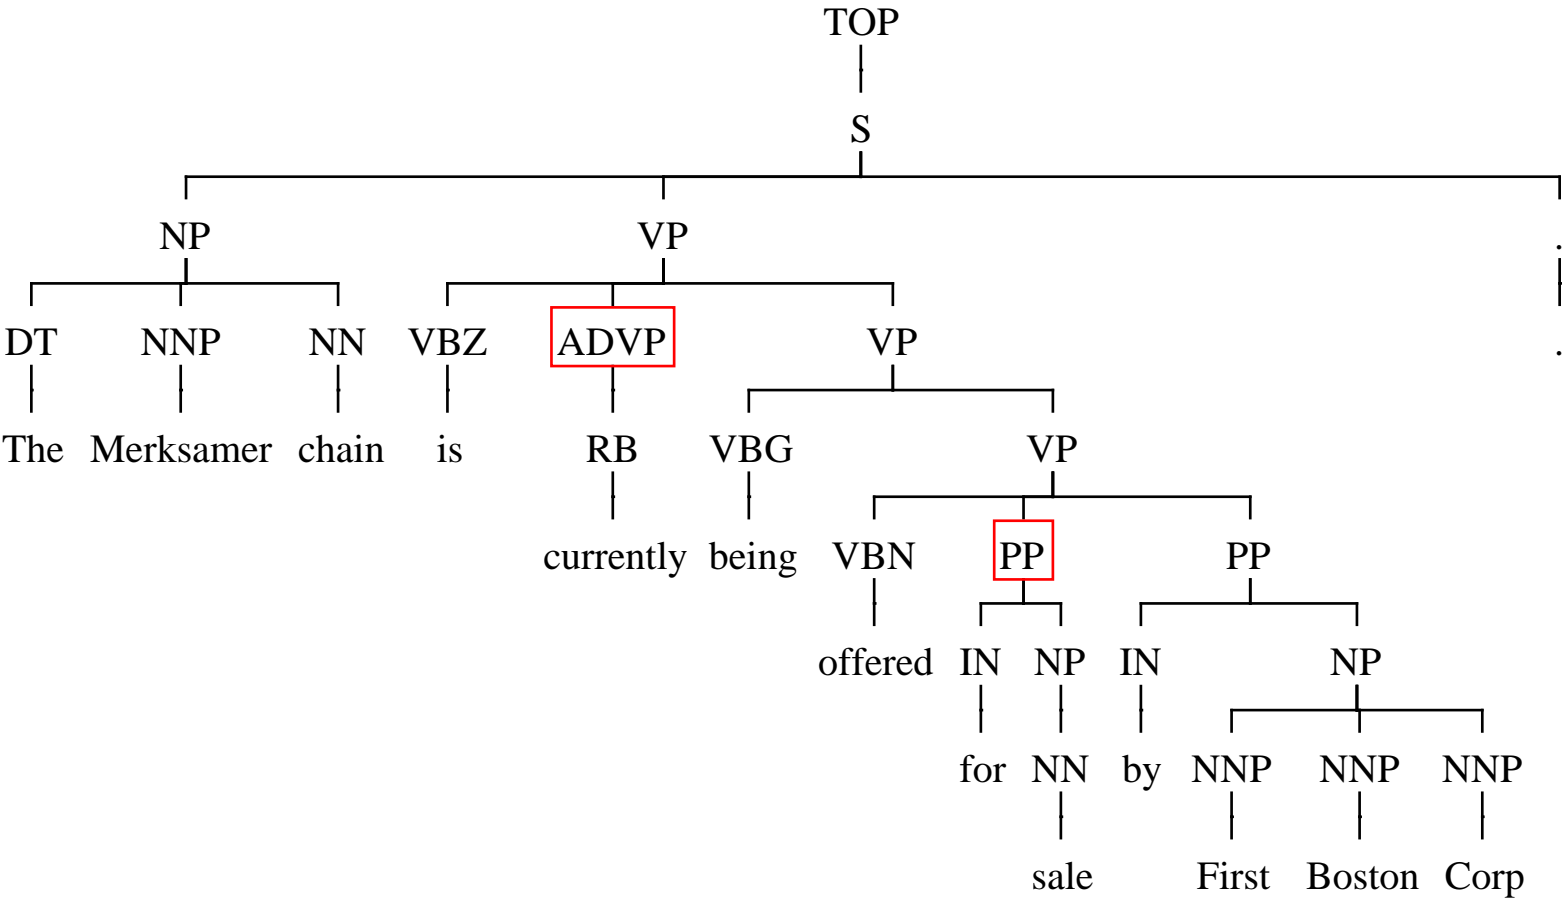 TOP
S
NP VP .
DT NNP NN VBZ ADVP VP .
The Merksamer chain is RB VBG VP
currently being VBN PP PP
offered IN NP IN NP
for NN by NNP NNP NNP
sale First Boston Corp